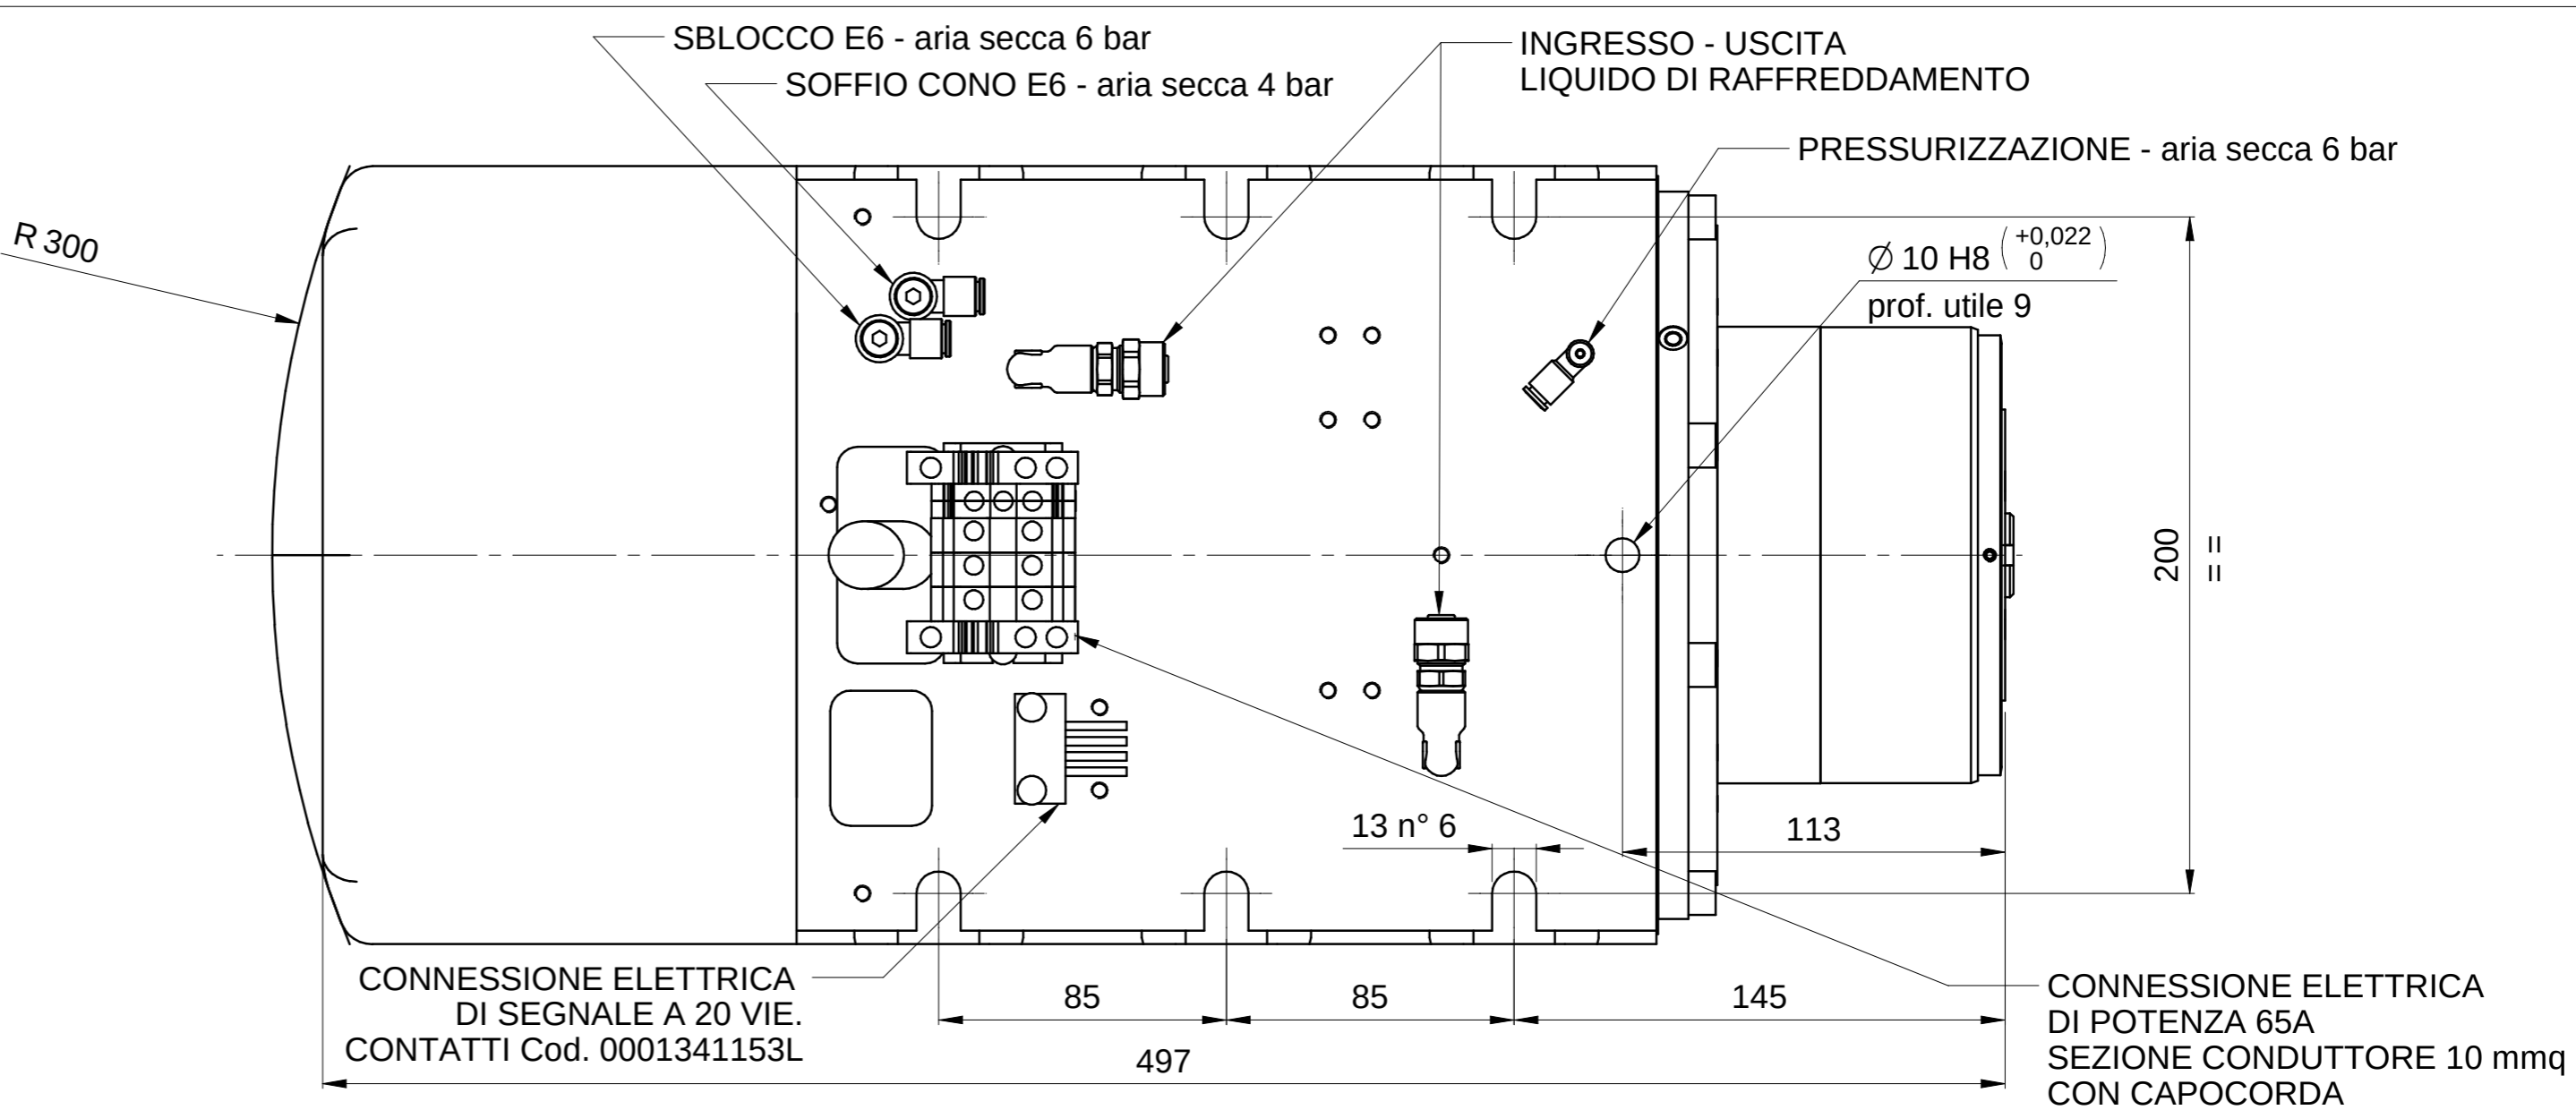 SBLOCCO E6 - aria secca 6 bar
SOFFIO CONO E6 - aria secca 4 bar
INGRESSO - USCITA
LIQUIDO DI RAFFREDDAMENTO
PRESSURIZZAZIONE - aria secca 6 bar
R 300
∅ 10 H8 ( +0,022
0 )
prof. utile 9
200 = =
13 n° 6
113
CONNESSIONE ELETTRICA
DI SEGNALE A 20 VIE.
CONTATTI Cod. 0001341153L
85
85
145
497
CONNESSIONE ELETTRICA
DI POTENZA 65A
SEZIONE CONDUTTORE 10 mmq
CON CAPOCORDA